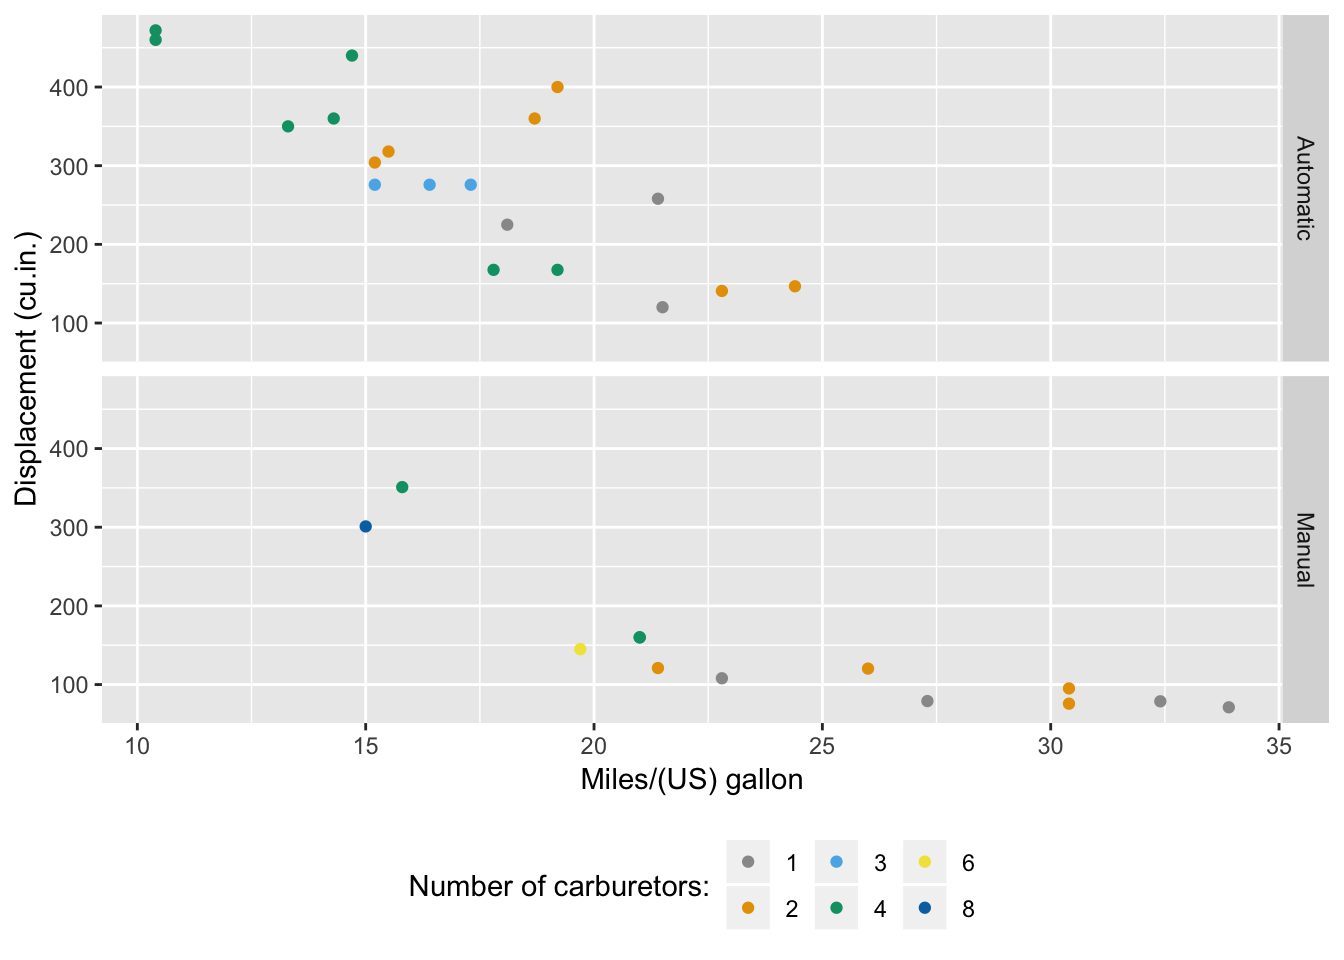 Displacement (cu.in.)
400
300
200
100
Automatic
400
300
200
100
Manual
10 15 20 25 30 35
Miles/(US) gallon
Number of carburetors:
1 3 6
2 4 8